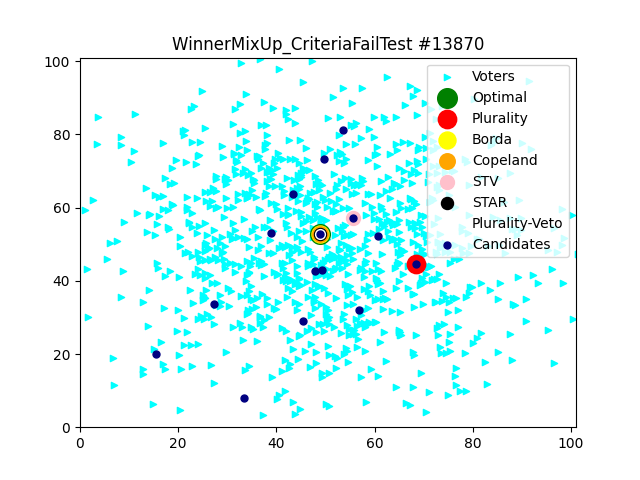 WinnerMixUp_CriteriaFailTest #13870
100
80
60
40
20
0
0 20 40 60 80 100
Voters
Optimal
Plurality
Borda
Copeland
STV
STAR
Plurality-Veto
Candidates